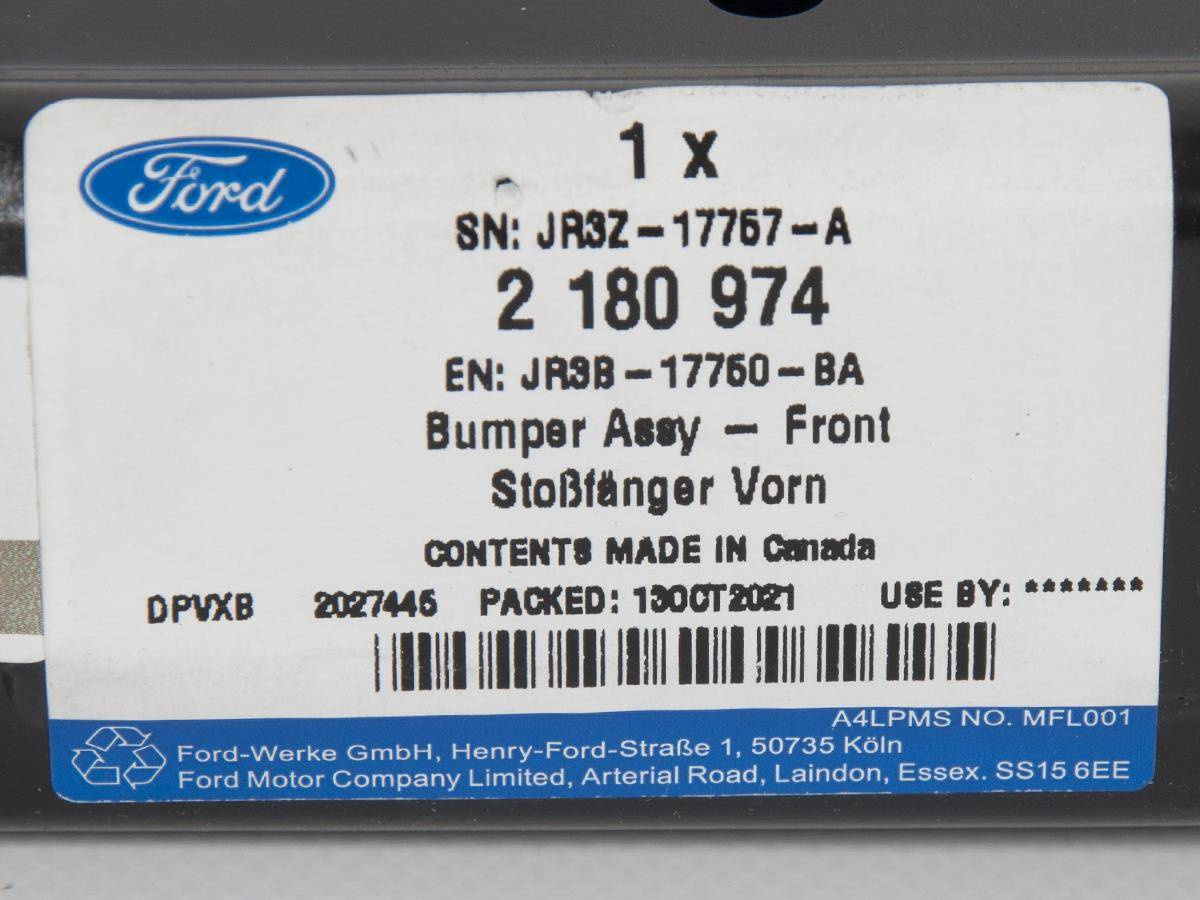 Ford
1 x
SN: JR3Z-17757-A
2 180 974
EN: JR3B-17750-BA
Bumper Assy - Front
Stoßfänger Vorn
CONTENTS MADE IN Canada
DPVXB 2027445 PACKED: 13OCT2021 USE BY: *******
A4LPMS NO. MFL001
Ford-Werke GmbH, Henry-Ford-Straße 1, 50735 Köln
Ford Motor Company Limited, Arterial Road, Laindon, Essex. SS15 6EE